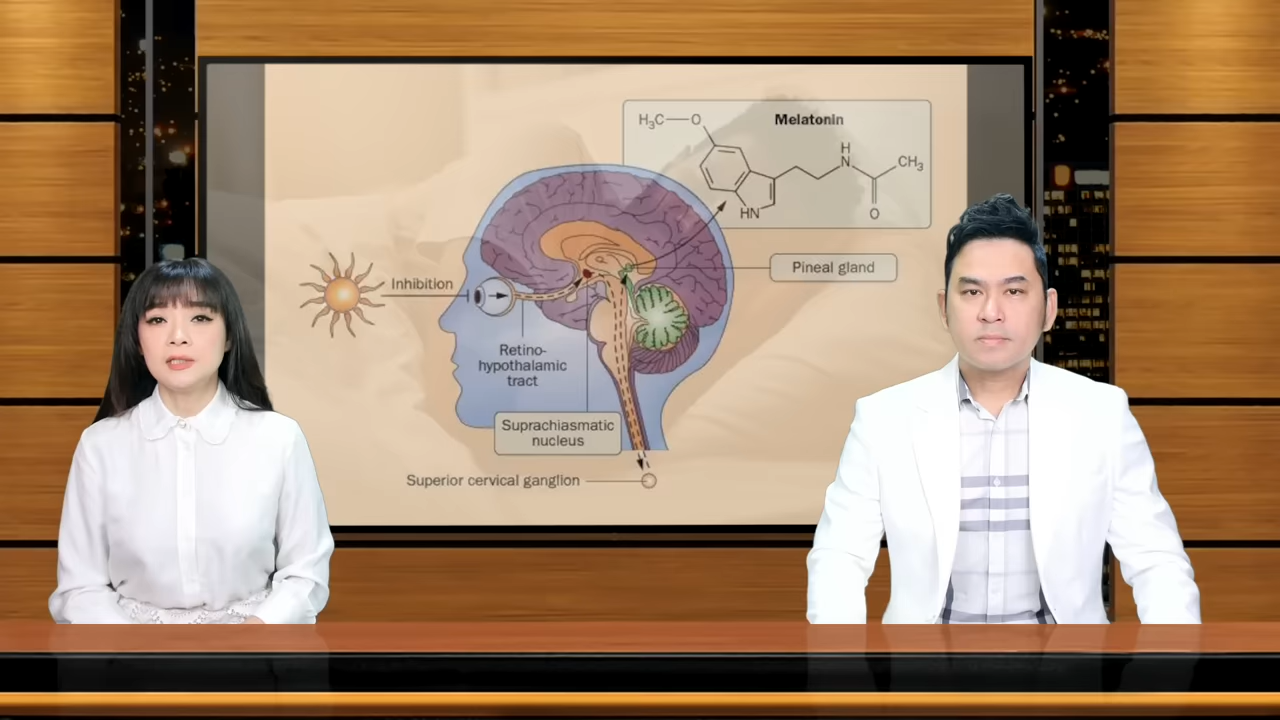 H₃C—O
Melatonin
H
N
CH₃
HN
O
Pineal gland
Inhibition
Retino-
hypothalamic
tract
Suprachiasmatic
nucleus
Superior cervical ganglion